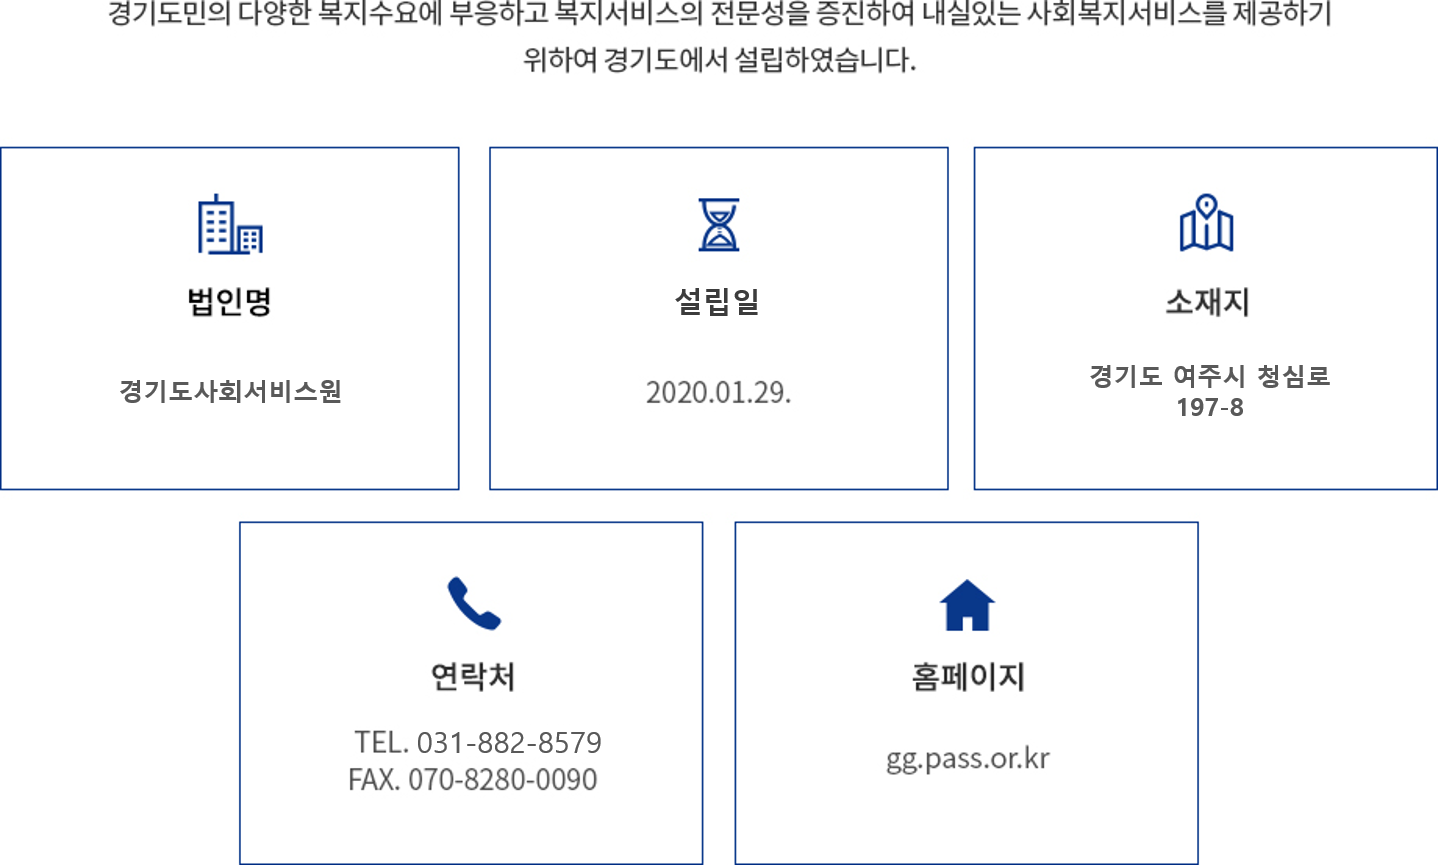 경기도민의 다양한 복지수요에 부응하고 복지서비스의 전문성을 증진하여 내실있는 사회복지서비스를 제공하기
위하여 경기도에서 설립하였습니다.
법인명
경기도사회서비스원
설립일
2020.01.29.
소재지
경기도 여주시 청심로
197-8
연락처
TEL. 031-882-8579
FAX. 070-8280-0090
홈페이지
gg.pass.or.kr